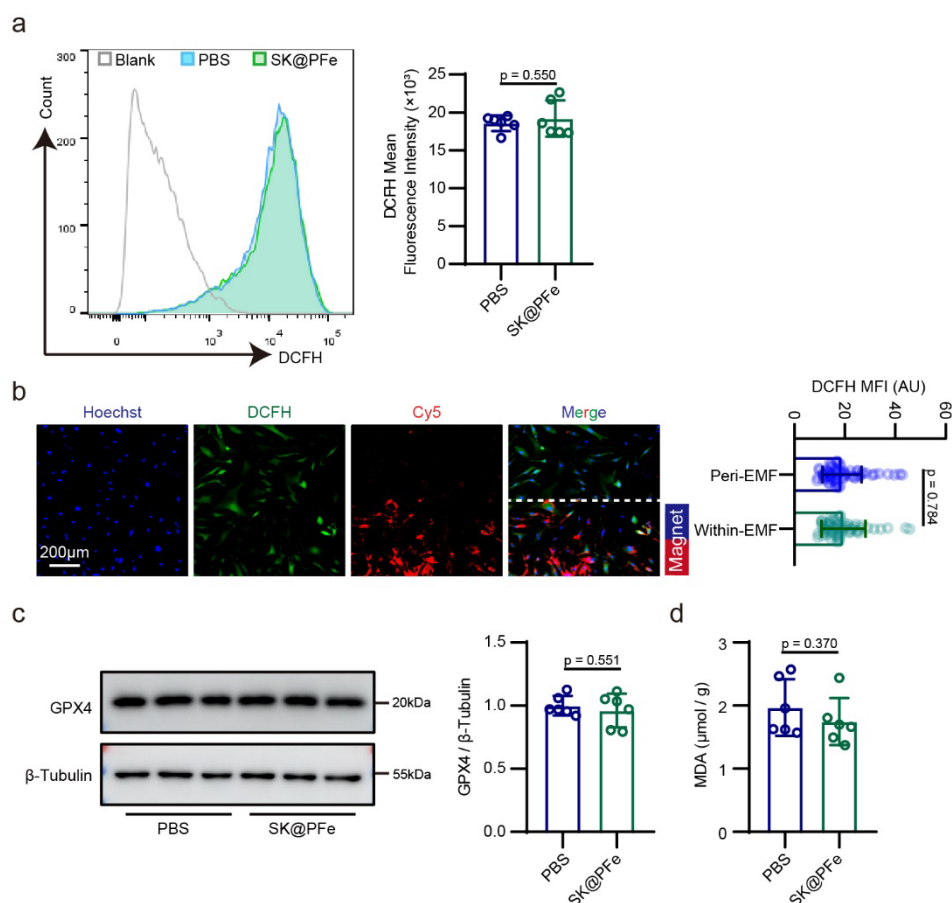 a
Blank PBS SK@PFe
Count
300
200
100
0
0 10³ 10⁴ 10⁵
DCFH
DCFH Mean
Fluorescence Intensity (×10³)
25
20
15
10
5
0
p = 0.550
PBS
SK@PFe
b
Hoechst DCFH Cy5 Merge
200μm
Magnet
DCFH MFI (AU)
0 20 40 60
Peri-EMF
Within-EMF
p = 0.784
c
GPX4
20kDa
β-Tubulin
55kDa
PBS SK@PFe
GPX4 / β-Tubulin
1.5
1.0
0.5
0.0
p = 0.551
PBS
SK@PFe
d
MDA (μmol / g)
3
2
1
0
p = 0.370
PBS
SK@PFe